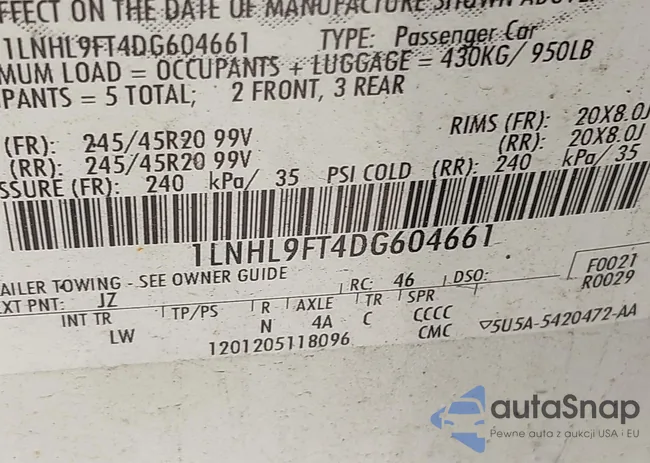 EFFECT ON THE DATE OF MANUFACTURE SHOWN ABOVE
1LNHL9FT4DG604661 TYPE: Passenger Car
MUM LOAD = OCCUPANTS + LUGGAGE = 430KG/ 950LB
PANTS = 5 TOTAL; 2 FRONT, 3 REAR
(FR): 245/45R20 99V RIMS (FR): 20X8.0J
(RR): 245/45R20 99V (RR): 20X8.0J
SSURE (FR): 240 kPa/ 35 PSI COLD (RR): 240 kPa/ 35
1LNHL9FT4DG604661
AILER TOWING - SEE OWNER GUIDE
EXT PNT: JZ RC: 46 DSO: F0021
R0029
INT TR TP/PS R AXLE TR SPR
LW N 4A C CCCC
CMC
1201205118096 ▽5U5A-5420472-AA
autaSnap
Pewne auta z aukcji USA i EU